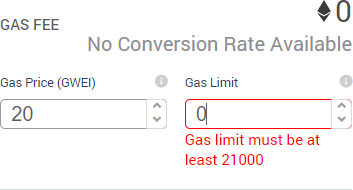 0
GAS FEE
No Conversion Rate Available
Gas Price (GWEI)
Gas Limit
20
0
Gas limit must be at
least 21000